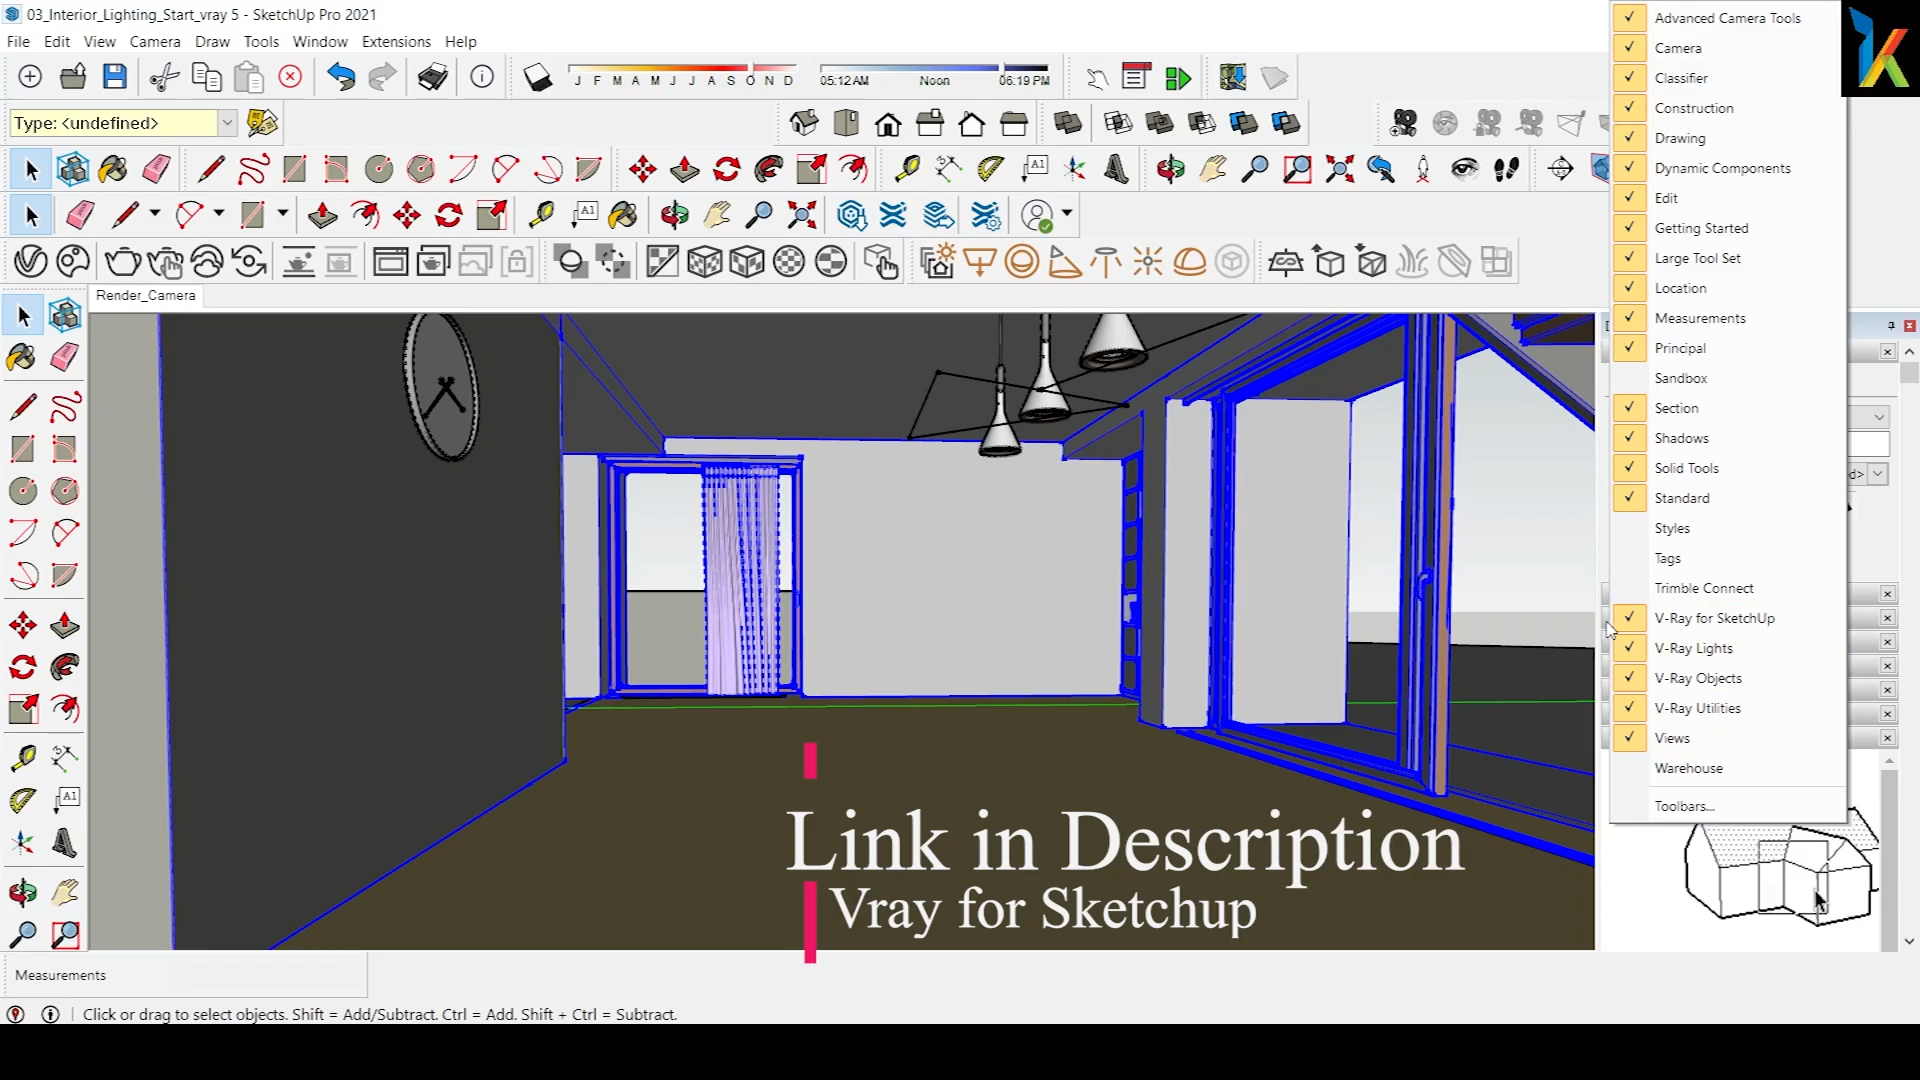 03_Interior_Lighting_Start_vray 5 - SketchUp Pro 2021
File Edit View Camera Draw Tools Window Extensions Help
J F M A M J J A S O N D
05:12 AM Noon 06:19 PM
Type: <undefined>
A1
A1
Render_Camera
A1
Advanced Camera Tools
Camera
Classifier
Construction
Drawing
Dynamic Components
Edit
Getting Started
Large Tool Set
Location
Measurements
Principal
Sandbox
Section
Shadows
Solid Tools
Standard
Styles
Tags
Trimble Connect
V-Ray for SketchUp
V-Ray Lights
V-Ray Objects
V-Ray Utilities
Views
Warehouse
Toolbars...
d>
Link in Description
Vray for Sketchup
Measurements
Click or drag to select objects. Shift = Add/Subtract. Ctrl = Add. Shift + Ctrl = Subtract.